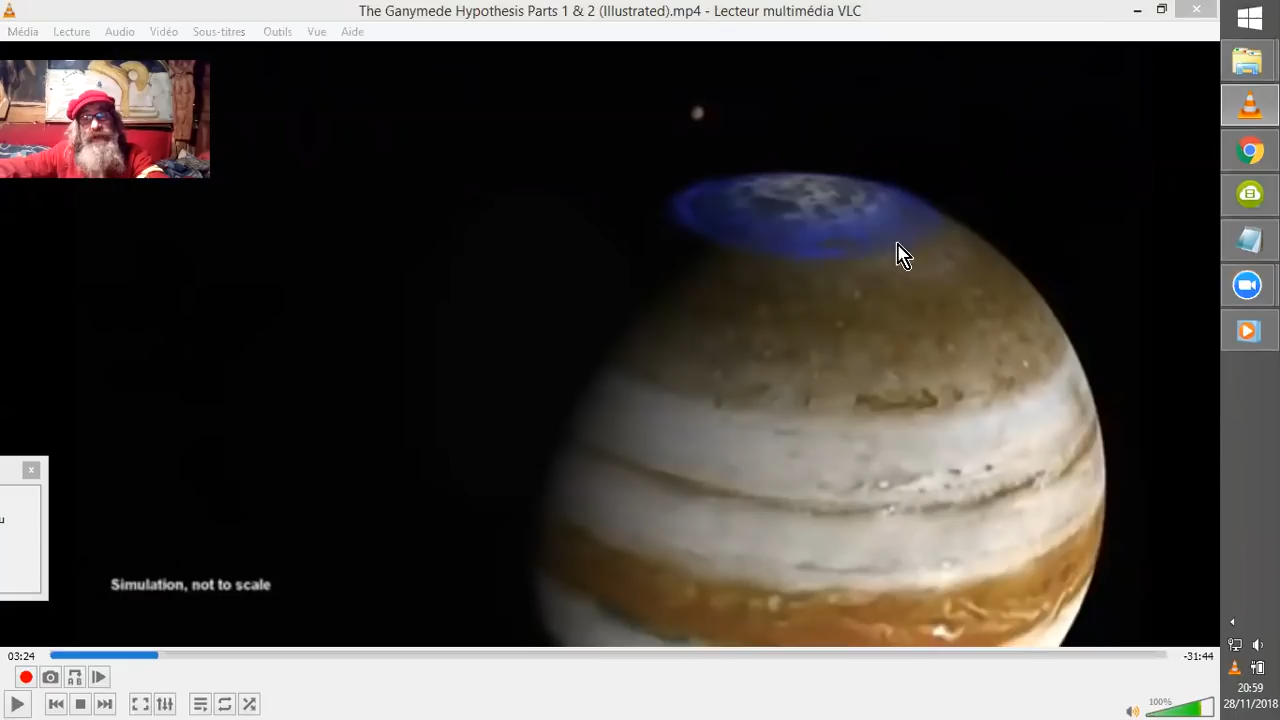 The Ganymede Hypothesis Parts 1 & 2 (Illustrated).mp4 - Lecteur multimédia VLC
Média Lecture Audio Vidéo Sous-titres Outils Vue Aide
x
u
Simulation, not to scale
03:24
-31:44
A B
100%
20:59
28/11/2018